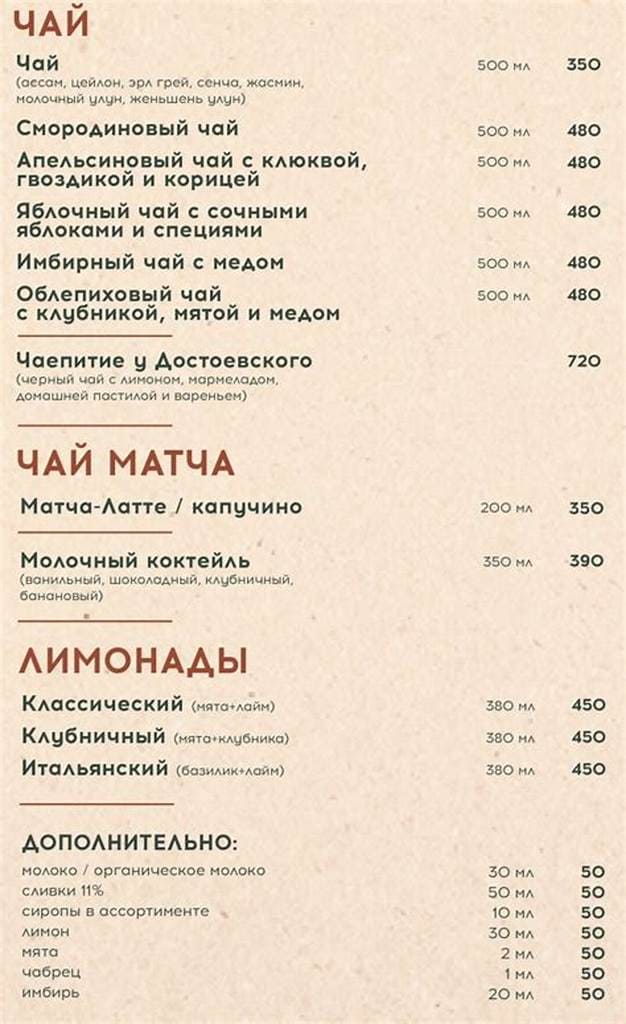 ЧАЙ
Чай 500 мл 350
(ассам, цейлон, эрл грей, сенча, жасмин,
молочный улун, женьшень улун)
Смородиновый чай 500 мл 480
Апельсиновый чай с клюквой, 500 мл 480
гвоздикой и корицей
Яблочный чай с сочными 500 мл 480
яблоками и специями
Имбирный чай с медом 500 мл 480
Облепиховый чай 500 мл 480
с клубникой, мятой и медом
Чаепитие у Достоевского 720
(черный чай с лимоном, мармеладом,
домашней пастилой и вареньем)
ЧАЙ МАТЧА
Матча-Латте / капучино 200 мл 350
Молочный коктейль 350 мл 390
(ванильный, шоколадный, клубничный,
банановый)
ЛИМОНАДЫ
Классический (мята+лайм) 380 мл 450
Клубничный (мята+клубника) 380 мл 450
Итальянский (базилик+лайм) 380 мл 450
ДОПОЛНИТЕЛЬНО:
молоко / органическое молоко 30 мл 50
сливки 11% 50 мл 50
сиропы в ассортименте 10 мл 50
лимон 30 мл 50
мята 2 мл 50
чабрец 1 мл 50
имбирь 20 мл 50